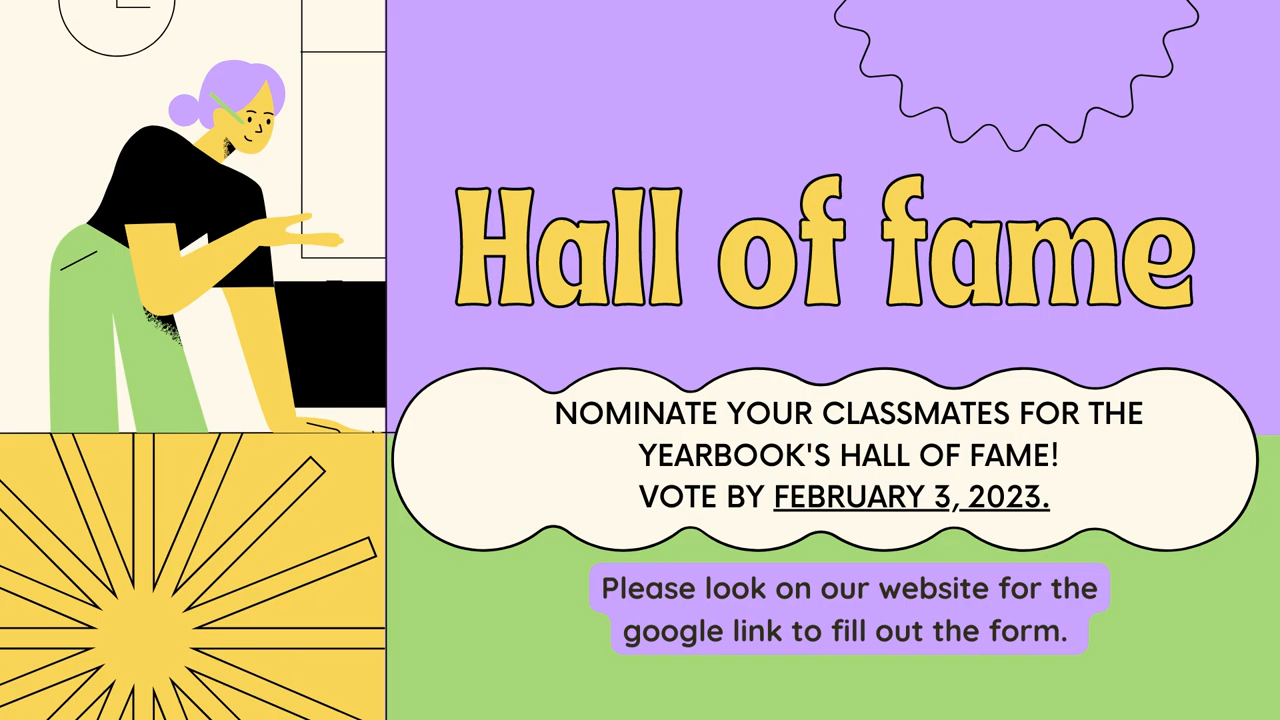 Hall of fame
NOMINATE YOUR CLASSMATES FOR THE
YEARBOOK'S HALL OF FAME!
VOTE BY FEBRUARY 3, 2023.
Please look on our website for the
google link to fill out the form.